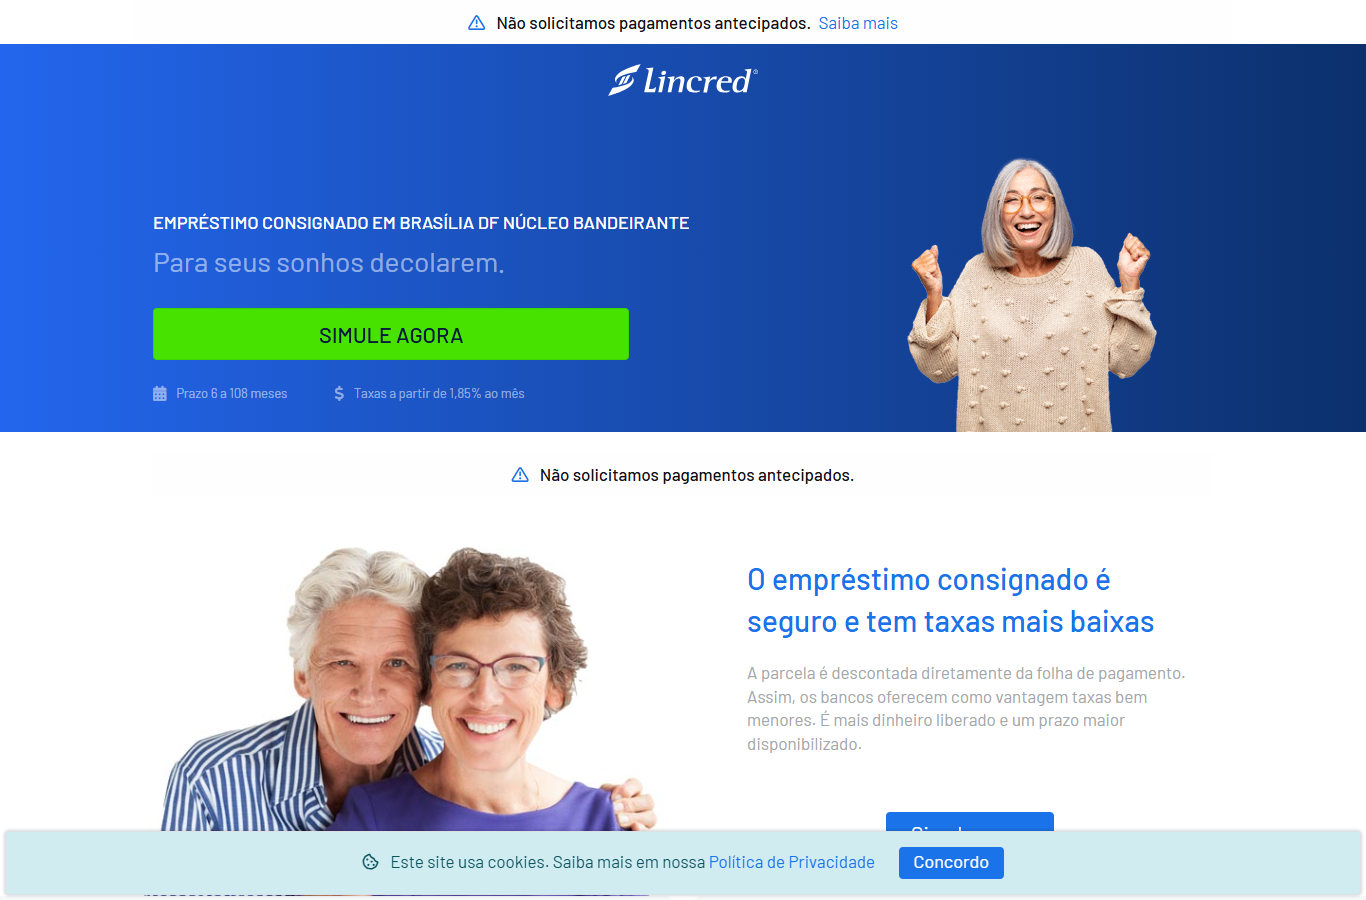 Não solicitamos pagamentos antecipados. Saiba mais
Lincred®
EMPRÉSTIMO CONSIGNADO EM BRASÍLIA DF NÚCLEO BANDEIRANTE
Para seus sonhos decolarem.
SIMULE AGORA
Prazo 6 a 108 meses
Taxas a partir de 1,85% ao mês
Não solicitamos pagamentos antecipados.
O empréstimo consignado é
seguro e tem taxas mais baixas
A parcela é descontada diretamente da folha de pagamento.
Assim, os bancos oferecem como vantagem taxas bem
menores. É mais dinheiro liberado e um prazo maior
disponibilizado.
Este site usa cookies. Saiba mais em nossa Política de Privacidade
Concordo